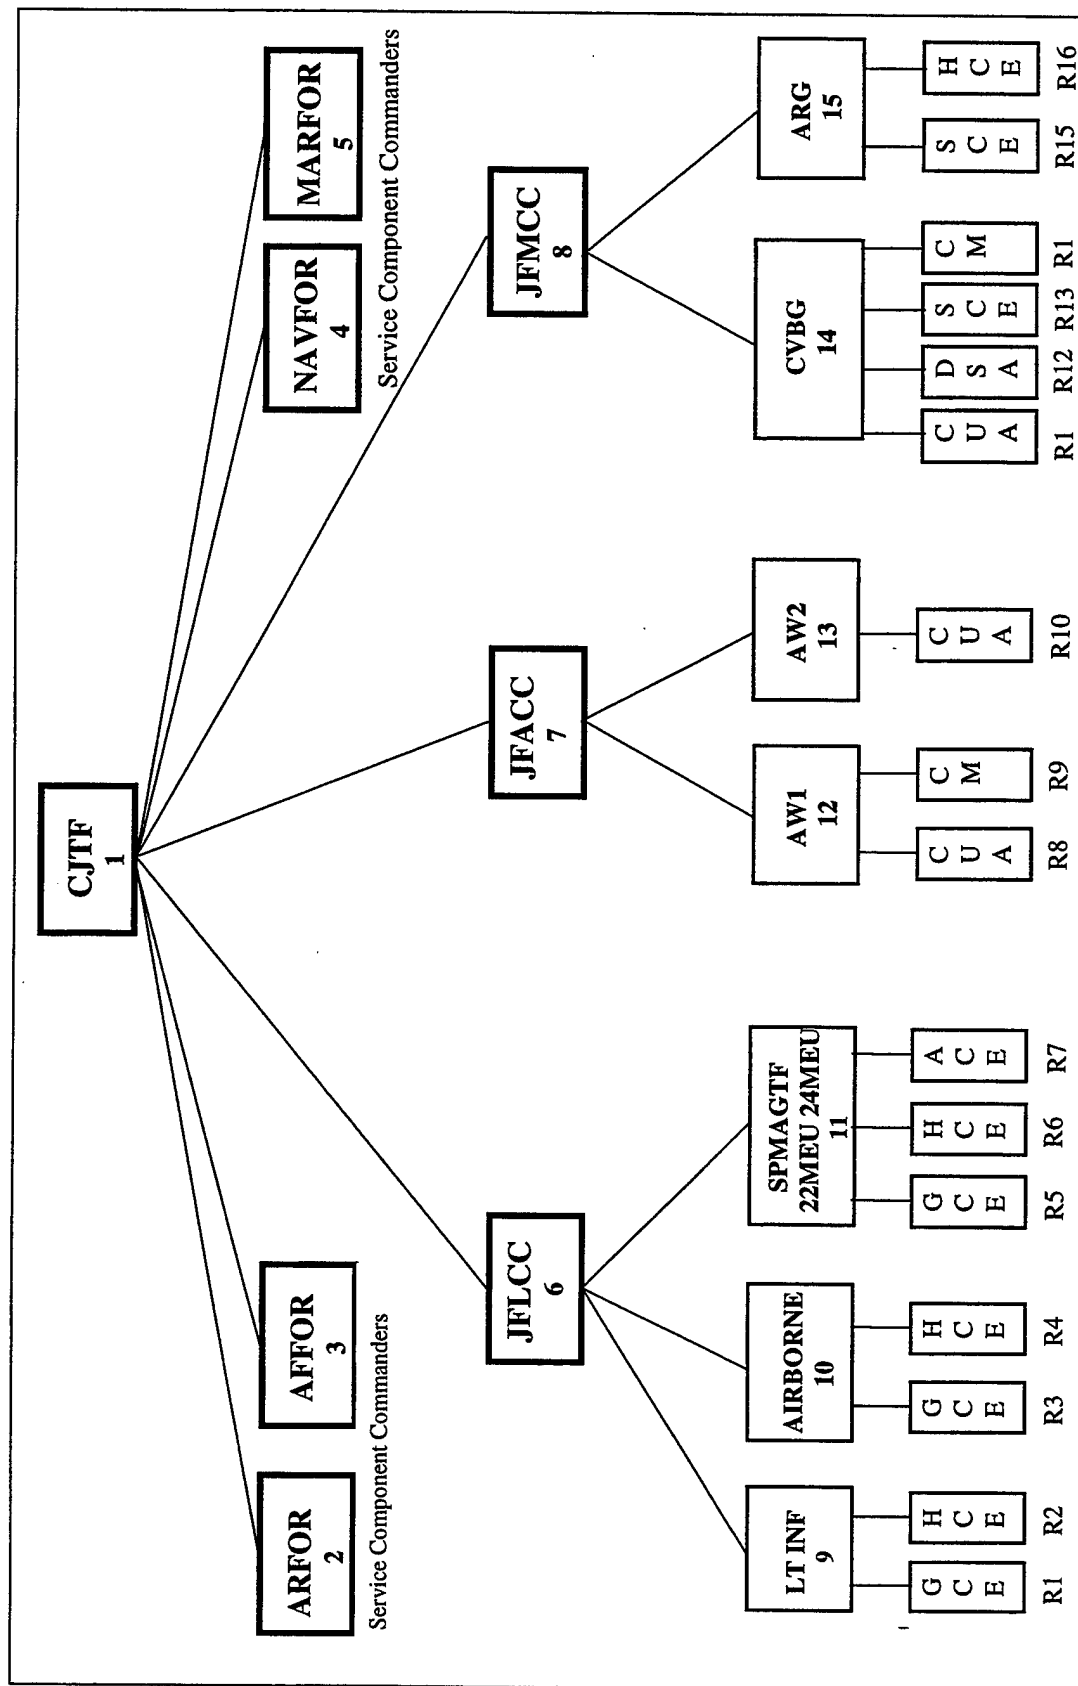 CJTF
1
ARFOR
2
AFFOR
3
NAVFOR
4
MARFOR
5
Service Component Commanders
Service Component Commanders
JFLCC
6
JFACC
7
JFMCC
8
LT INF
9
AIRBORNE
10
SPMAGTF
22MEU 24MEU
11
AW1
12
AW2
13
CVBG
14
ARG
15
G
C
E
H
C
E
G
C
E
H
C
E
G
C
E
H
C
E
A
C
E
C
U
A
C
M
C
U
A
C
U
A
D
S
A
S
C
E
C
M
S
C
E
H
C
E
R1
R2
R3
R4
R5
R6
R7
R8
R9
R10
R1
R12
R13
R1
R15
R16